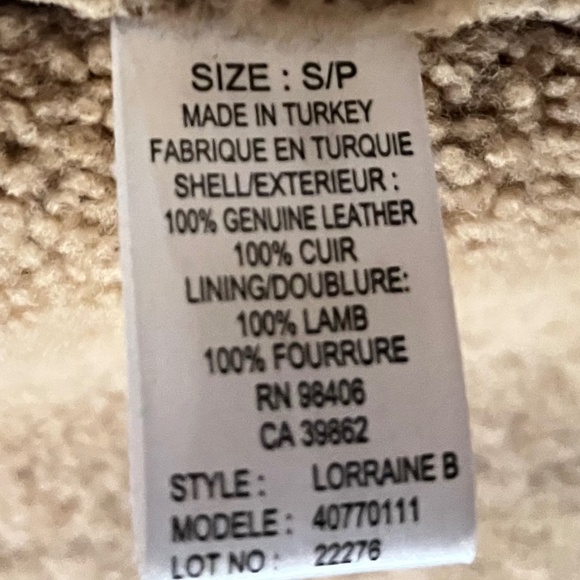 SIZE : S/P
MADE IN TURKEY
FABRIQUE EN TURQUIE
SHELL/EXTERIEUR :
100% GENUINE LEATHER
100% CUIR
LINING/DOUBLURE:
100% LAMB
100% FOURRURE
RN 98406
CA 39862
STYLE : LORRAINE B
MODELE : 40770111
LOT NO : 22276